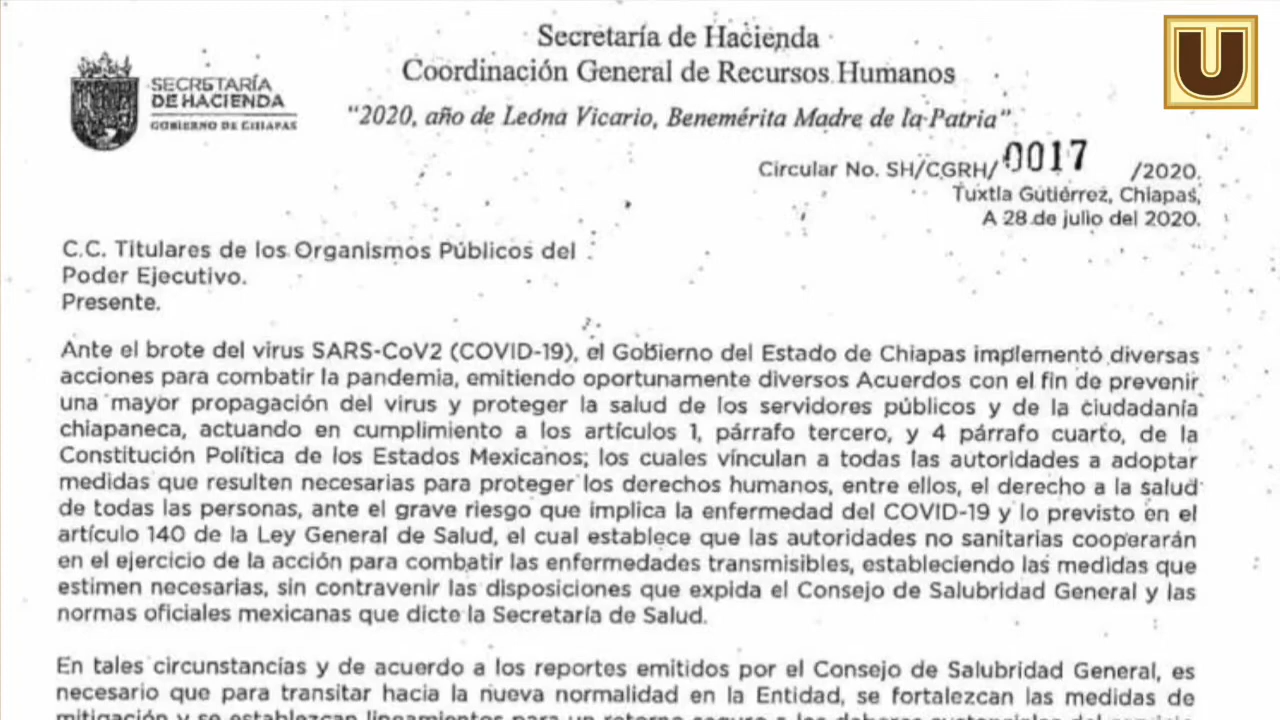 Secretaría de Hacienda
Coordinación General de Recursos Humanos
"2020, año de Leona Vicario, Benemérita Madre de la Patria"
SECRETARÍA
DE HACIENDA
GOBIERNO DE CHIAPAS
U
Circular No. SH/CGRH/0017 /2020.
Tuxtla Gutiérrez, Chiapas,
A 28 de julio del 2020.
C.C. Titulares de los Organismos Públicos del
Poder Ejecutivo.
Presente.
Ante el brote del virus SARS-CoV2 (COVID-19), el Gobierno del Estado de Chiapas implementó diversas
acciones para combatir la pandemia, emitiendo oportunamente diversos Acuerdos con el fin de prevenir
una mayor propagación del virus y proteger la salud de los servidores públicos y de la ciudadanía
chiapaneca, actuando en cumplimiento a los artículos 1, párrafo tercero, y 4 párrafo cuarto, de la
Constitución Política de los Estados Mexicanos; los cuales vinculan a todas las autoridades a adoptar
medidas que resulten necesarias para proteger los derechos humanos, entre ellos, el derecho a la salud
de todas las personas, ante el grave riesgo que implica la enfermedad del COVID-19 y lo previsto en el
artículo 140 de la Ley General de Salud, el cual establece que las autoridades no sanitarias cooperarán
en el ejercicio de la acción para combatir las enfermedades transmisibles, estableciendo las medidas que
estimen necesarias, sin contravenir las disposiciones que expida el Consejo de Salubridad General y las
normas oficiales mexicanas que dicte la Secretaría de Salud.
En tales circunstancias y de acuerdo a los reportes emitidos por el Consejo de Salubridad General, es
necesario que para transitar hacia la nueva normalidad en la Entidad, se fortalezcan las medidas de
mitigación y se establezcan lineamientos para un retorno seguro a las